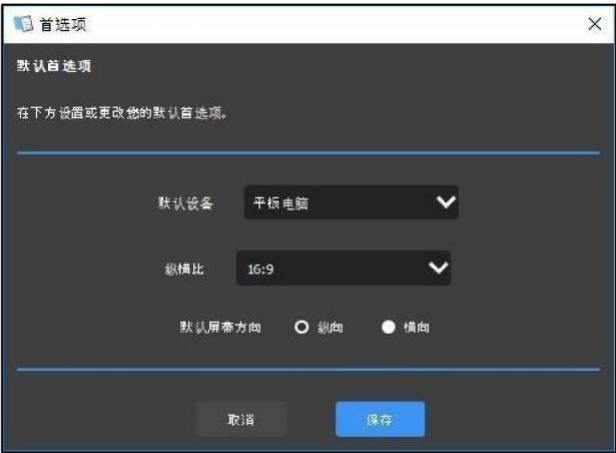 首选项
默认首选项
在下方设置或更改您的默认首选项。
默认设备 平板电脑
纵横比 16:9
默认屏幕方向 纵向 横向
取消 保存